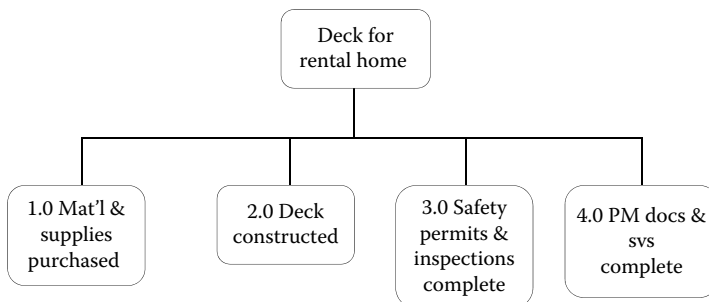 Deck for
rental home
1.0 Mat'l &
supplies
purchased
2.0 Deck
constructed
3.0 Safety
permits &
inspections
complete
4.0 PM docs &
svs
complete